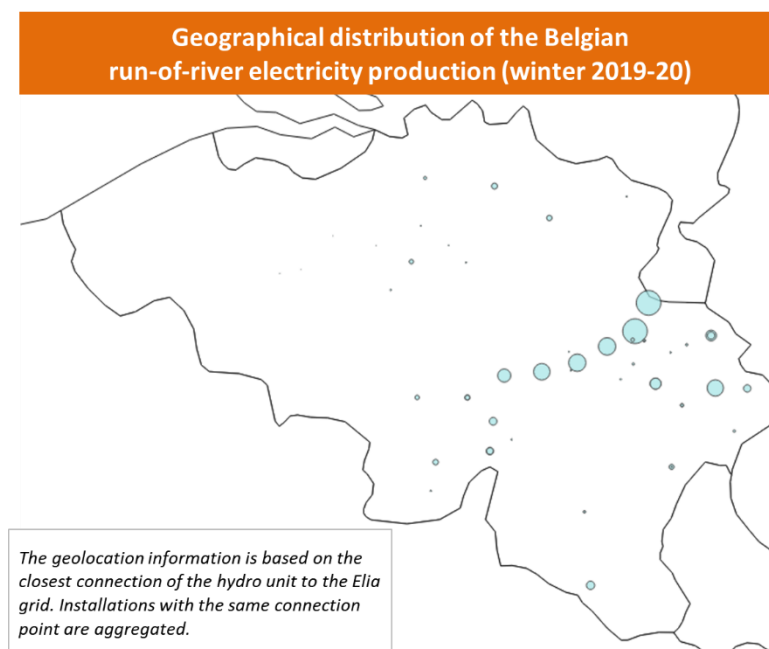 Geographical distribution of the Belgian
run-of-river electricity production (winter 2019-20)
The geolocation information is based on the
closest connection of the hydro unit to the Elia
grid. Installations with the same connection
point are aggregated.